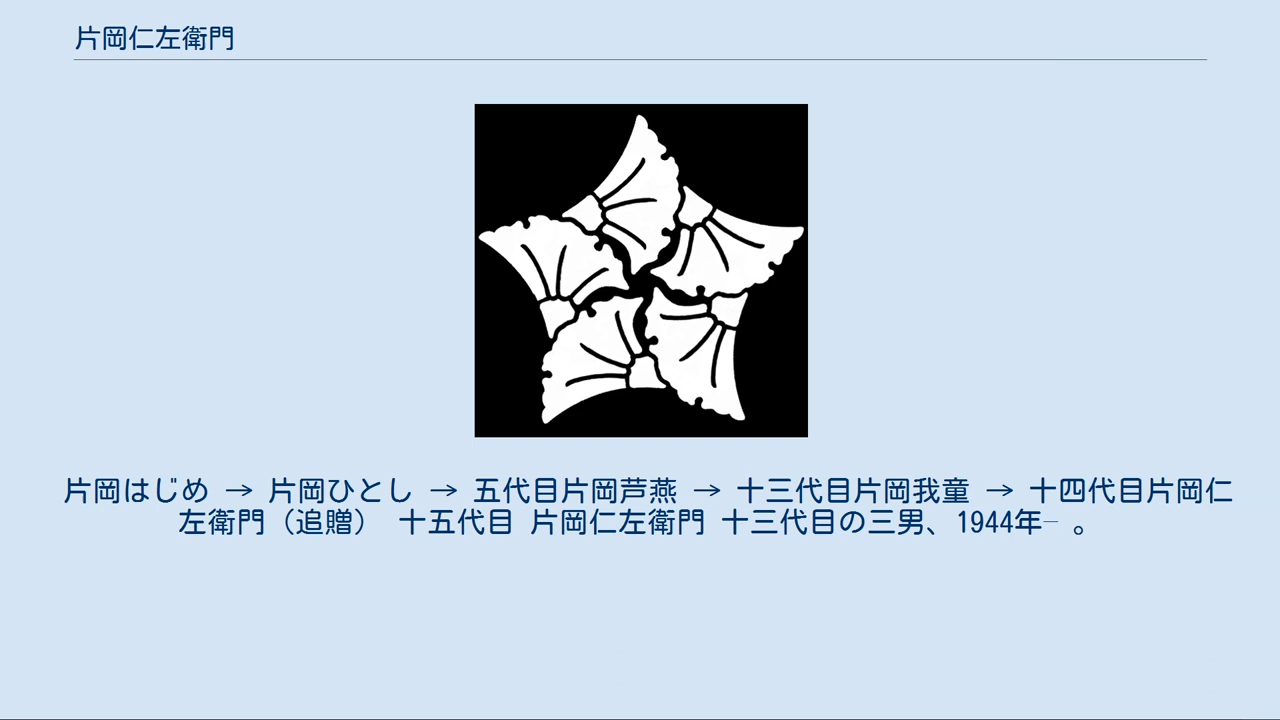 片岡仁左衛門
片岡はじめ → 片岡ひとし → 五代目片岡芦燕 → 十三代目片岡我童 → 十四代目片岡仁
左衛門（追贈） 十五代目 片岡仁左衛門 十三代目の三男、1944年– 。